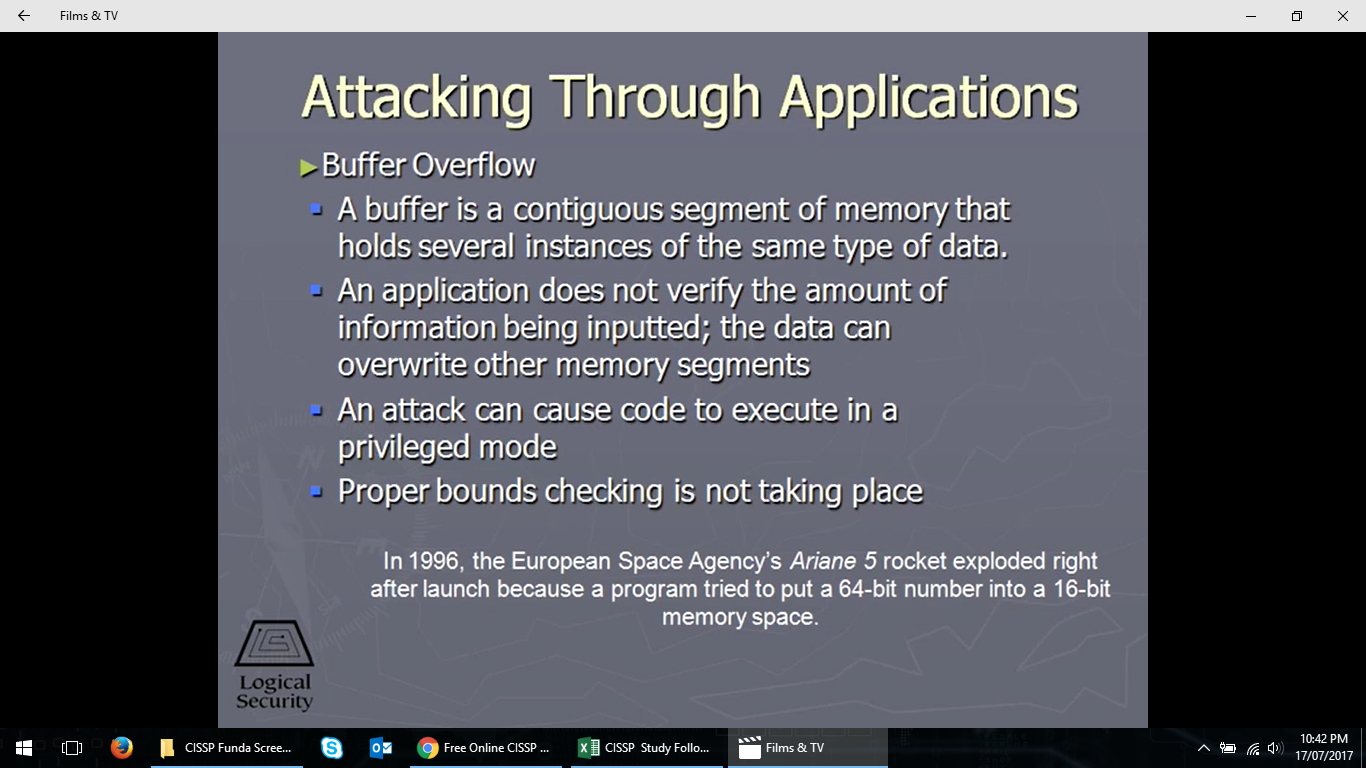 Films & TV
Attacking Through Applications
►Buffer Overflow
▪ A buffer is a contiguous segment of memory that
holds several instances of the same type of data.
▪ An application does not verify the amount of
information being inputted; the data can
overwrite other memory segments
▪ An attack can cause code to execute in a
privileged mode
▪ Proper bounds checking is not taking place
In 1996, the European Space Agency’s Ariane 5 rocket exploded right
after launch because a program tried to put a 64-bit number into a 16-bit
memory space.
Logical
Security
CISSP Funda Scree... Free Online CISSP ... CISSP Study Follo... Films & TV
10:42 PM
17/07/2017